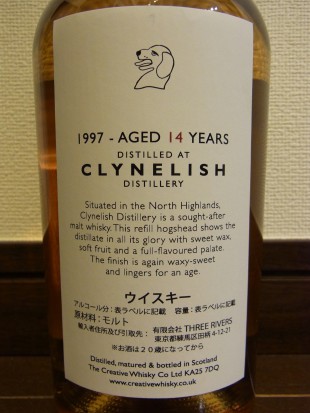 1997 - AGED 14 YEARS
DISTILLED AT
CLYNELISH
DISTILLERY
Situated in the North Highlands,
Clynelish Distillery is a sought-after
malt whisky. This refill hogshead shows the
distillate in all its glory with sweet wax,
soft fruit and a full-flavoured palate.
The finish is again waxy-sweet
and lingers for an age.
ウイスキー
アルコール分：表ラベルに記載 容量：表ラベルに記載
原材料：モルト
輸入者住所及び引取先： 有限会社 THREE RIVERS
東京都練馬区田柄 4-12-21
※お酒は２０歳になってから
Distilled, matured & bottled in Scotland
The Creative Whisky Co Ltd KA25 7DQ
www.creativewhisky.co.uk